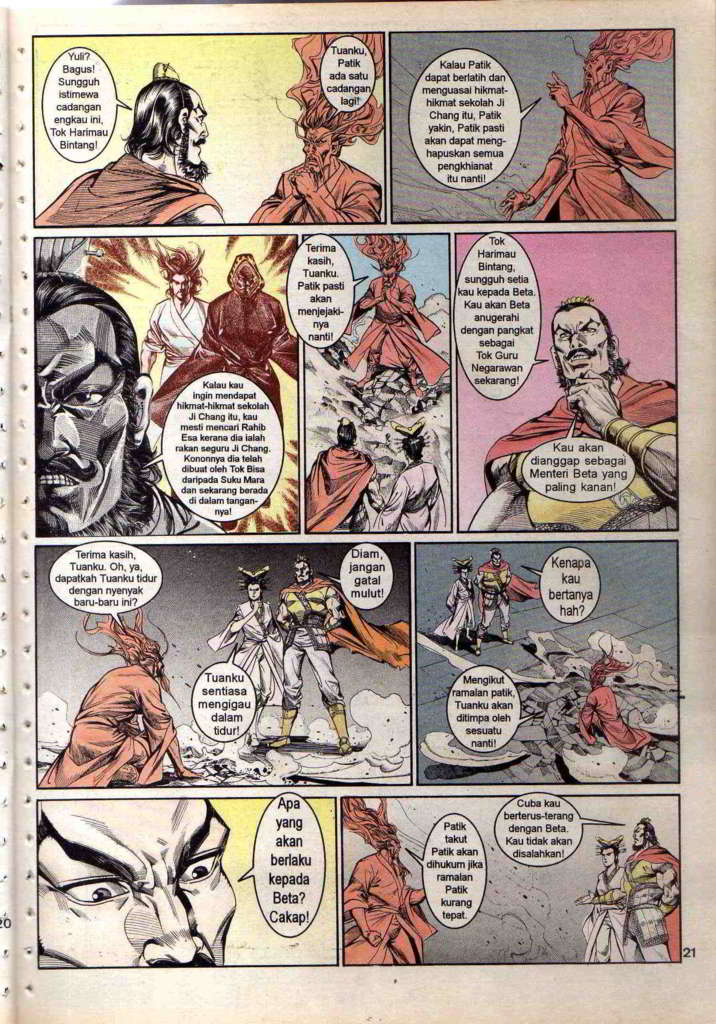 Yuli?
Bagus!
Sungguh
istimewa
cadangan
engkau ini,
Tok Harimau
Bintang!
Tuanku,
Patik
ada satu
cadangan
lagi!
Kalau Patik
dapat berlatih dan
menguasai hikmat-
hikmat sekolah Ji
Chang itu, Patik
yakin, Patik pasti
akan dapat meng-
hapuskan semua
pengkhianat
itu nanti!
Kalau kau
ingin mendapat
hikmat-hikmat sekolah
Ji Chang itu, kau
mesti mencari Rahib
Esa kerana dia ialah
rakan seguru Ji Chang.
Kononnya dia telah
dibuat oleh Tok Bisa
daripada Suku Mara
dan sekarang berada
di dalam tangan-
nya!
Terima
kasih,
Tuanku.
Patik pasti
akan
menjejaki-
nya
nanti!
Tok
Harimau
Bintang,
sungguh setia
kau kepada Beta.
Kau akan Beta
anugerahi
dengan pangkat
sebagai
Tok Guru
Negarawan
sekarang!
Kau akan
dianggap sebagai
Menteri Beta yang
paling kanan!
Terima kasih,
Tuanku. Oh, ya,
dapatkah Tuanku tidur
dengan nyenyak
baru-baru ini?
Diam,
jangan
gatal
mulut!
Tuanku
sentiasa
mengigau
dalam
tidur!
Kenapa
kau
bertanya
hah?
Mengikut
ramalan patik,
Tuanku akan
ditimpa oleh
sesuatu
nanti!
Apa
yang
akan
berlaku
kepada
Beta?
Cakap!
Patik
takut
Patik akan
dihukum jika
ramalan
Patik
kurang
tepat.
Cuba kau
berterus-terang
dengan Beta.
Kau tidak akan
disalahkan!
20
21